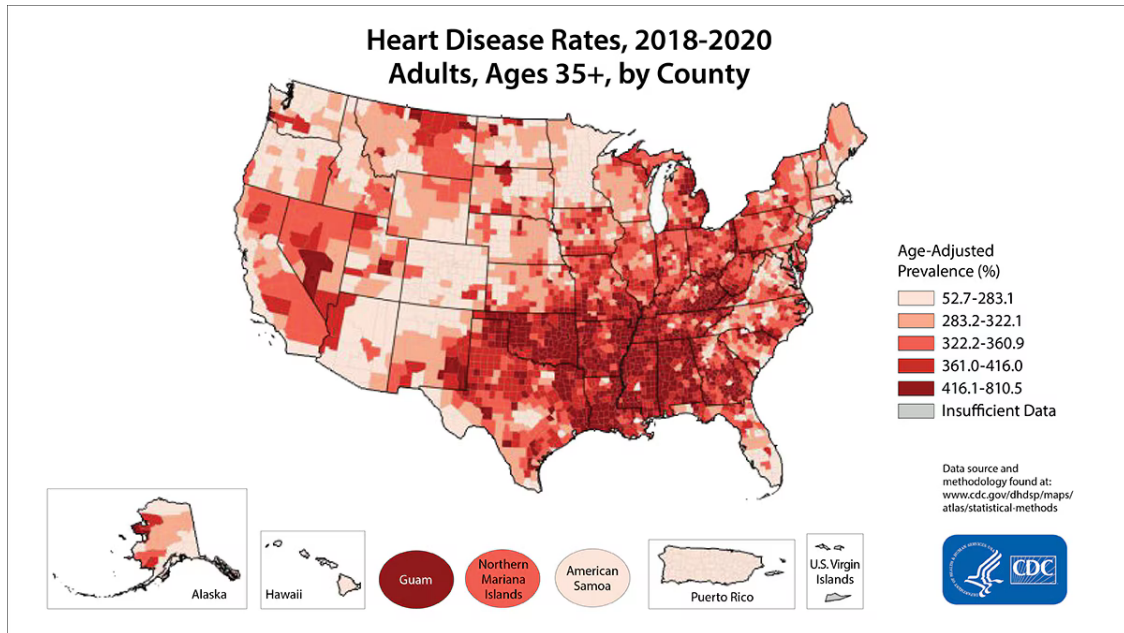 Heart Disease Rates, 2018-2020
Adults, Ages 35+, by County
Age-Adjusted
Prevalence (%)
52.7-283.1
283.2-322.1
322.2-360.9
361.0-416.0
416.1-810.5
Insufficient Data
Data source and
methodology found at:
www.cdc.gov/dhdsp/maps/
atlas/statistical-methods
Alaska
Hawaii
Guam
Northern
Mariana
Islands
American
Samoa
Puerto Rico
U.S. Virgin
Islands
CDC